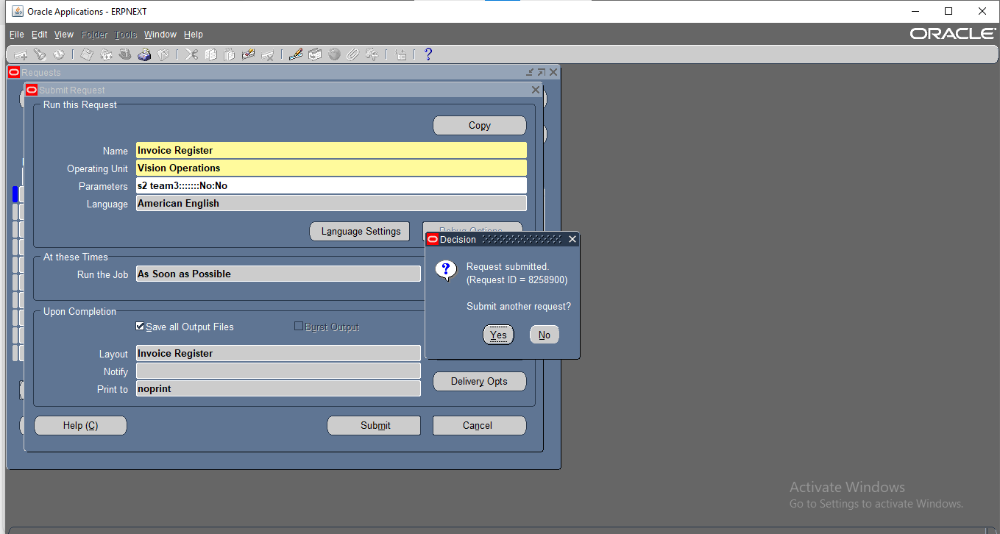 Oracle Applications - ERPNEXT
File Edit View Folder Tools Window Help
ORACLE
Requests
Submit Request
Run this Request
Copy
Name Invoice Register
Operating Unit Vision Operations
Parameters s2 team3:::::::No:No
Language American English
Language Settings Debug Options
Decision
Request submitted.
(Request ID = 8258900)
Submit another request?
Yes No
At these Times
Run the Job As Soon as Possible
Upon Completion
Save all Output Files Burst Output
Layout Invoice Register
Notify
Print to noprint
Delivery Opts
Help (C) Submit Cancel
Activate Windows
Go to Settings to activate Windows.